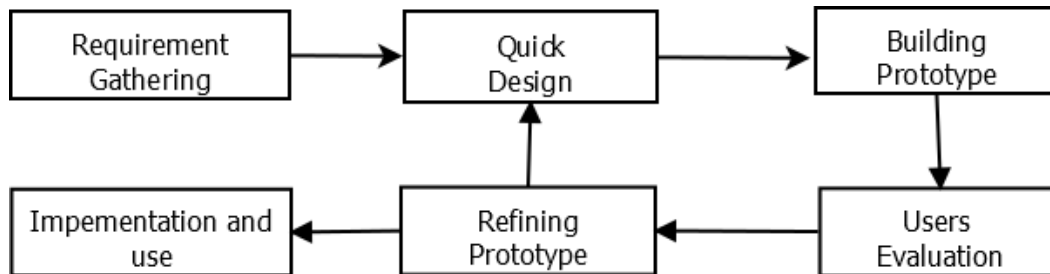 Requirement
Gathering
Quick
Design
Building
Prototype
Impementation and
use
Refining
Prototype
Users
Evaluation